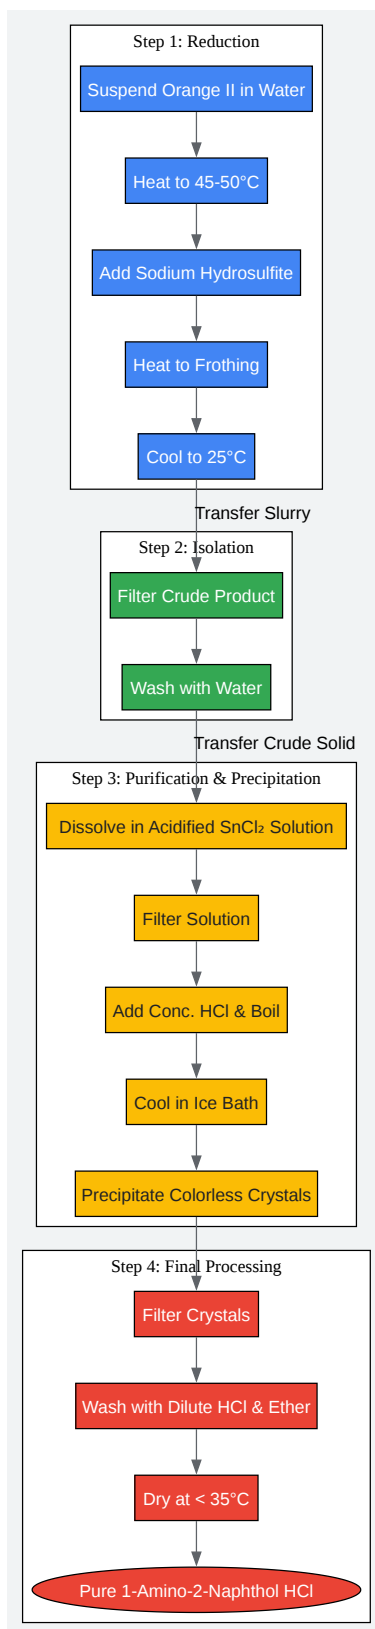 Step 1: Reduction
Suspend Orange II in Water
Heat to 45-50°C
Add Sodium Hydrosulfite
Heat to Frothing
Cool to 25°C
Transfer Slurry
Step 2: Isolation
Filter Crude Product
Wash with Water
Transfer Crude Solid
Step 3: Purification & Precipitation
Dissolve in Acidified SnCl₂ Solution
Filter Solution
Add Conc. HCl & Boil
Cool in Ice Bath
Precipitate Colorless Crystals
Step 4: Final Processing
Filter Crystals
Wash with Dilute HCl & Ether
Dry at < 35°C
Pure 1-Amino-2-Naphthol HCl